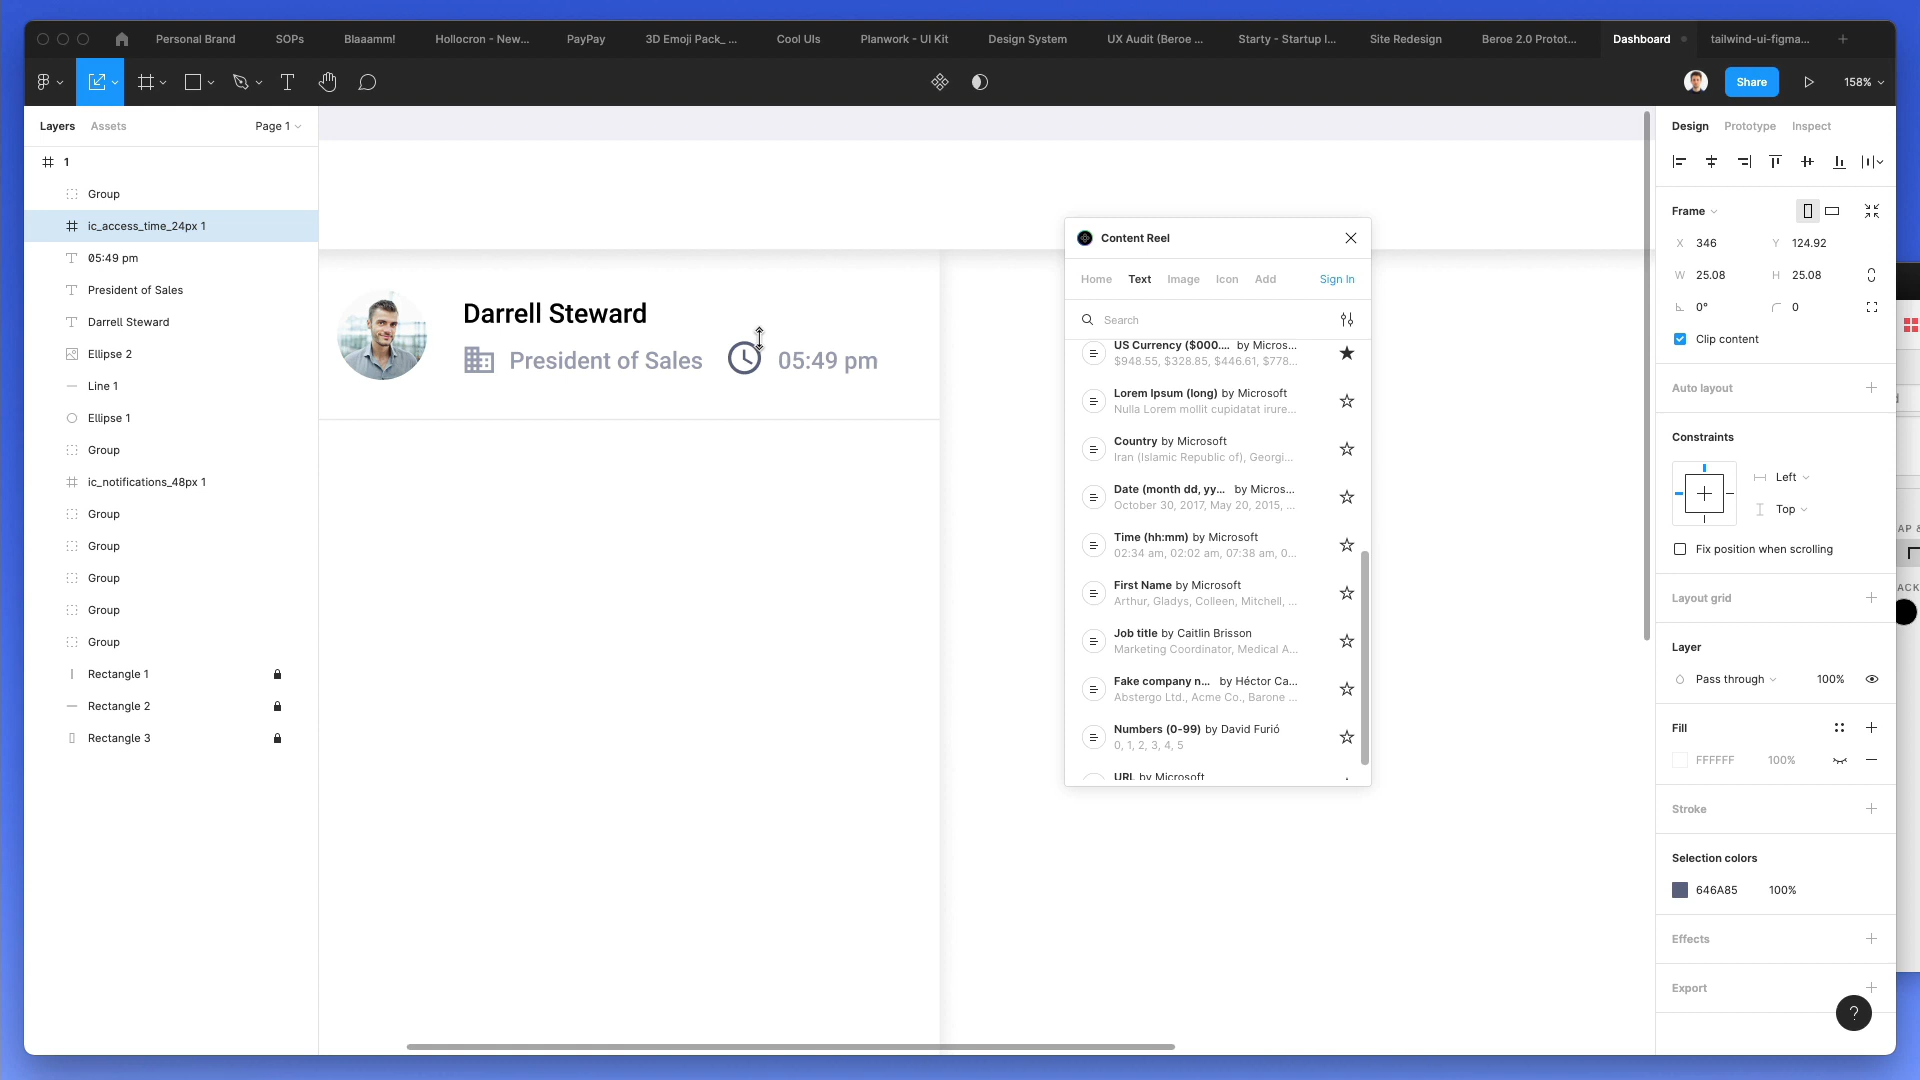 Personal Brand
SOPs
Blaaamm!
Hollocron - New...
PayPay
3D Emoji Pack_ ...
Cool UIs
Planwork - UI Kit
Design System
UX Audit (Beroe ...
Starty - Startup I...
Site Redesign
Beroe 2.0 Protot...
Dashboard
tailwind-ui-figma...
Share
158%
Layers
Assets
Page 1
1
Group
ic_access_time_24px 1
05:49 pm
President of Sales
Darrell Steward
Ellipse 2
Line 1
Ellipse 1
Group
ic_notifications_48px 1
Group
Group
Group
Group
Group
Rectangle 1
Rectangle 2
Rectangle 3
Darrell Steward
President of Sales
05:49 pm
Content Reel
Home
Text
Image
Icon
Add
Sign In
Search
US Currency ($000.... by Micros...
$948.55, $328.85, $446.61, $778...
Lorem Ipsum (long) by Microsoft
Nulla Lorem mollit cupidatat irure...
Country by Microsoft
Iran (Islamic Republic of), Georgi...
Date (month dd, yy... by Micros...
October 30, 2017, May 20, 2015, ...
Time (hh:mm) by Microsoft
02:34 am, 02:02 am, 07:38 am, 0...
First Name by Microsoft
Arthur, Gladys, Colleen, Mitchell, ...
Job title by Caitlin Brisson
Marketing Coordinator, Medical A...
Fake company n... by Héctor Ca...
Abstergo Ltd., Acme Co., Barone ...
Numbers (0-99) by David Furió
0, 1, 2, 3, 4, 5
URL by Microsoft
Design
Prototype
Inspect
Frame
X 346
Y 124.92
W 25.08
H 25.08
0°
0
Clip content
Auto layout
Constraints
Left
Top
Fix position when scrolling
Layout grid
Layer
Pass through
100%
Fill
FFFFFF
100%
Stroke
Selection colors
646A85
100%
Effects
Export
?